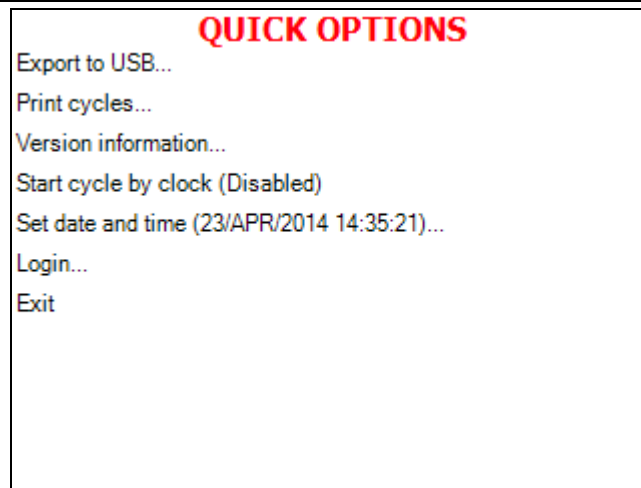 QUICK OPTIONS
Export to USB...
Print cycles...
Version information...
Start cycle by clock (Disabled)
Set date and time (23/APR/2014 14:35:21)...
Login...
Exit